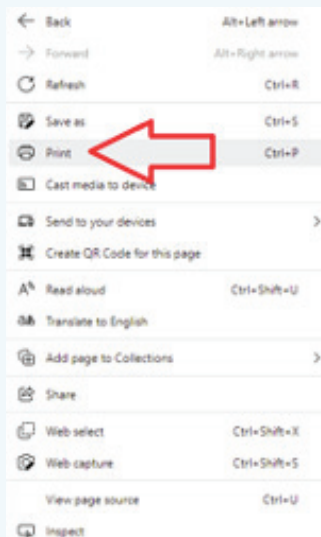 Back Alt+Left arrow
Forward Alt+Right arrow
Refresh Ctrl+R
Save as Ctrl+S
Print Ctrl+P
Cast media to device
Send to your devices
Create QR Code for this page
Read aloud Ctrl+Shift+U
Translate to English
Add page to Collections
Share
Web select Ctrl+Shift+X
Web capture Ctrl+Shift+S
View page source Ctrl+U
Inspect